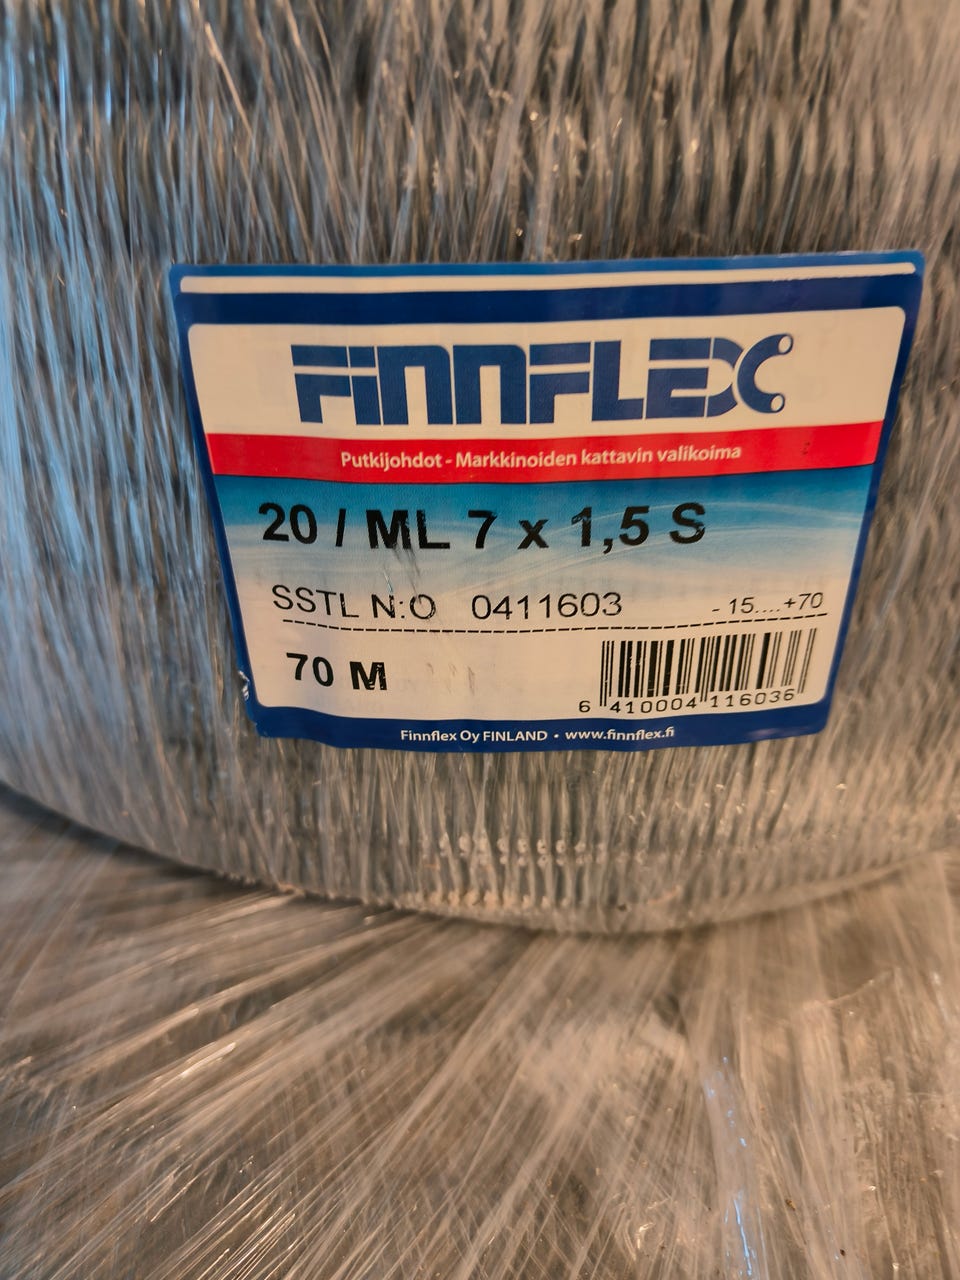 FiNNFLEX
Putkijohdot - Markkinoiden kattavin valikoima
20 / ML 7 x 1,5 S
SSTL N:O 0411603 - 15....+70
70 M
6 410004 116036
Finnflex Oy FINLAND • www.finnflex.fi